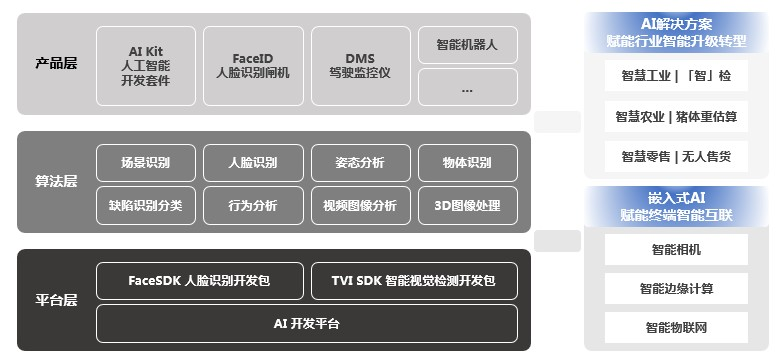 产品层
AI Kit
人工智能
开发套件
FaceID
人脸识别闸机
DMS
驾驶监控仪
智能机器人
...
算法层
场景识别
人脸识别
姿态分析
物体识别
缺陷识别分类
行为分析
视频图像分析
3D图像处理
平台层
FaceSDK 人脸识别开发包
TVI SDK 智能视觉检测开发包
AI 开发平台
AI解决方案
赋能行业智能升级转型
智慧工业 | 「智」检
智慧农业 | 猪体重估算
智慧零售 | 无人售货
嵌入式AI
赋能终端智能互联
智能相机
智能边缘计算
智能物联网